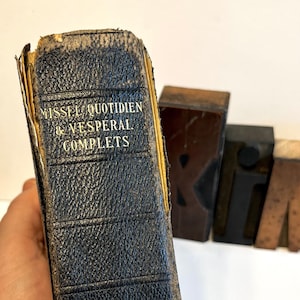 MISSEL QUOTIDIEN
& VESPERAL
COMPLETS